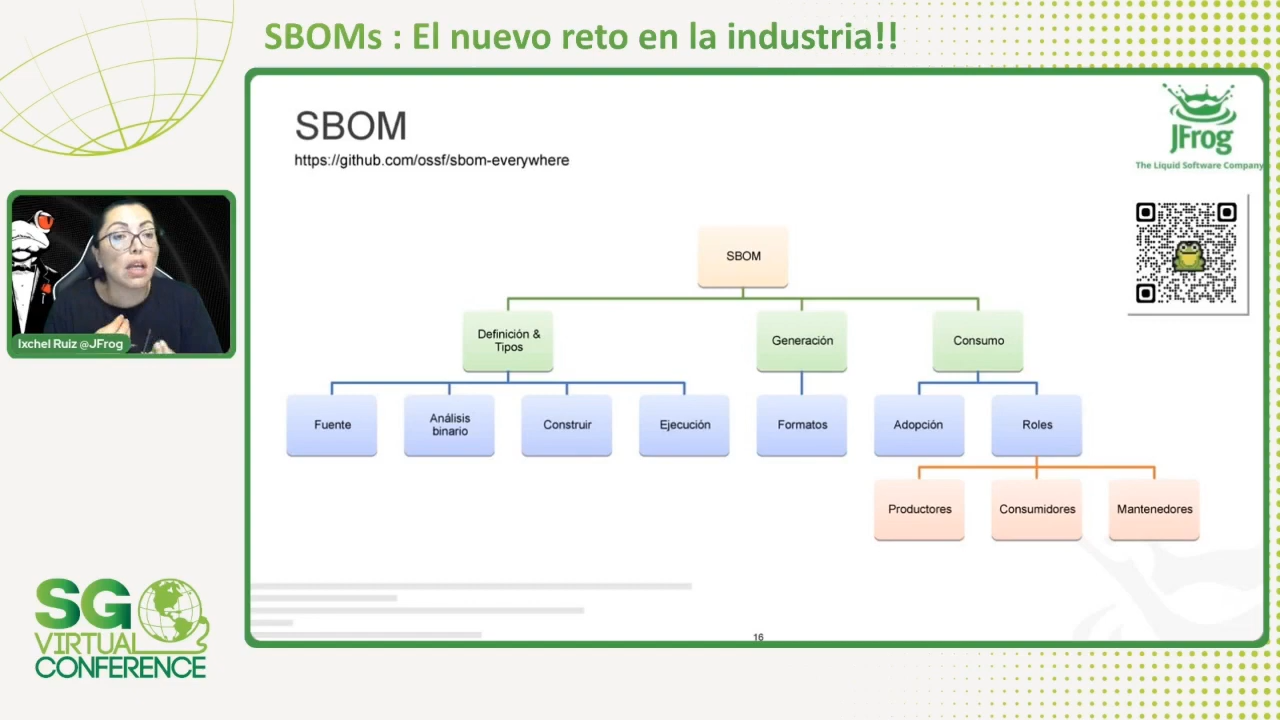 SBOMs : El nuevo reto en la industria!!
SBOM
https://github.com/ossf/sbom-everywhere
JFrog
The Liquid Software Company
SBOM
Definición &
Tipos
Generación
Consumo
Fuente
Análisis
binario
Construir
Ejecución
Formatos
Adopción
Roles
Productores
Consumidores
Mantenedores
16
Ixchel Ruiz @JFrog
SG
VIRTUAL
CONFERENCE